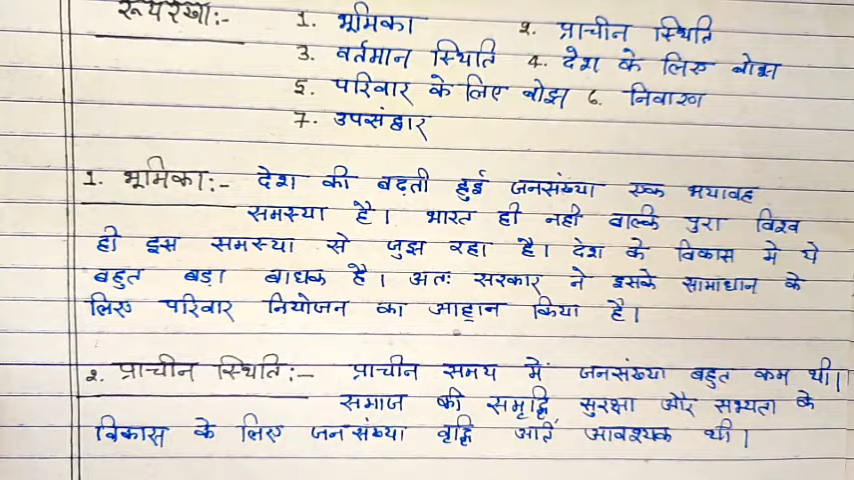 रूपरेखा:- 1. भूमिका 2. प्राचीन स्थिति
3. वर्तमान स्थिति 4. देश के लिए बोझ
5. परिवार के लिए बोझ 6. निवारण
7. उपसंहार
1. भूमिका:- देश की बढ़ती हुई जनसंख्या एक भयावह
समस्या है। भारत ही नही बल्कि पुरा विश्व
ही इस समस्या से जुझ रहा है। देश के विकास मे ये
बहुत बड़ा बाधक है। अतः सरकार ने इसके सामाधान के
लिए परिवार नियोजन का आह्वान किया है।
2. प्राचीन स्थिति:- प्राचीन समय में जनसंख्या बहुत कम थी।
समाज की समृद्धि, सुरक्षा और सभ्यता के
विकास के लिए जनसंख्या वृद्धि अति आवश्यक थी।